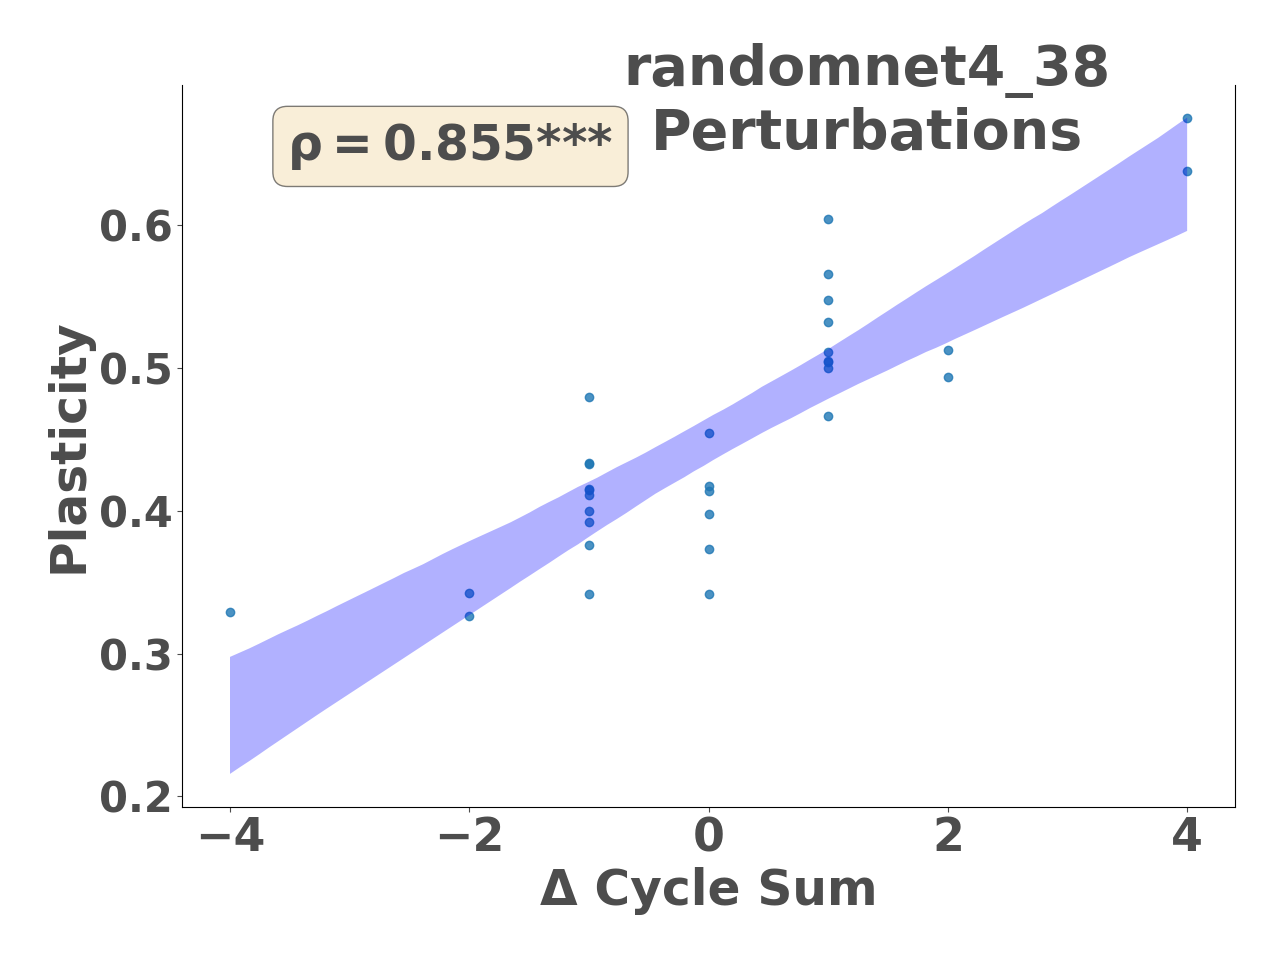 randomnet4_38
Perturbations
ρ = 0.855***
Plasticity
0.6
0.5
0.4
0.3
0.2
−4 −2 0 2 4
Δ Cycle Sum